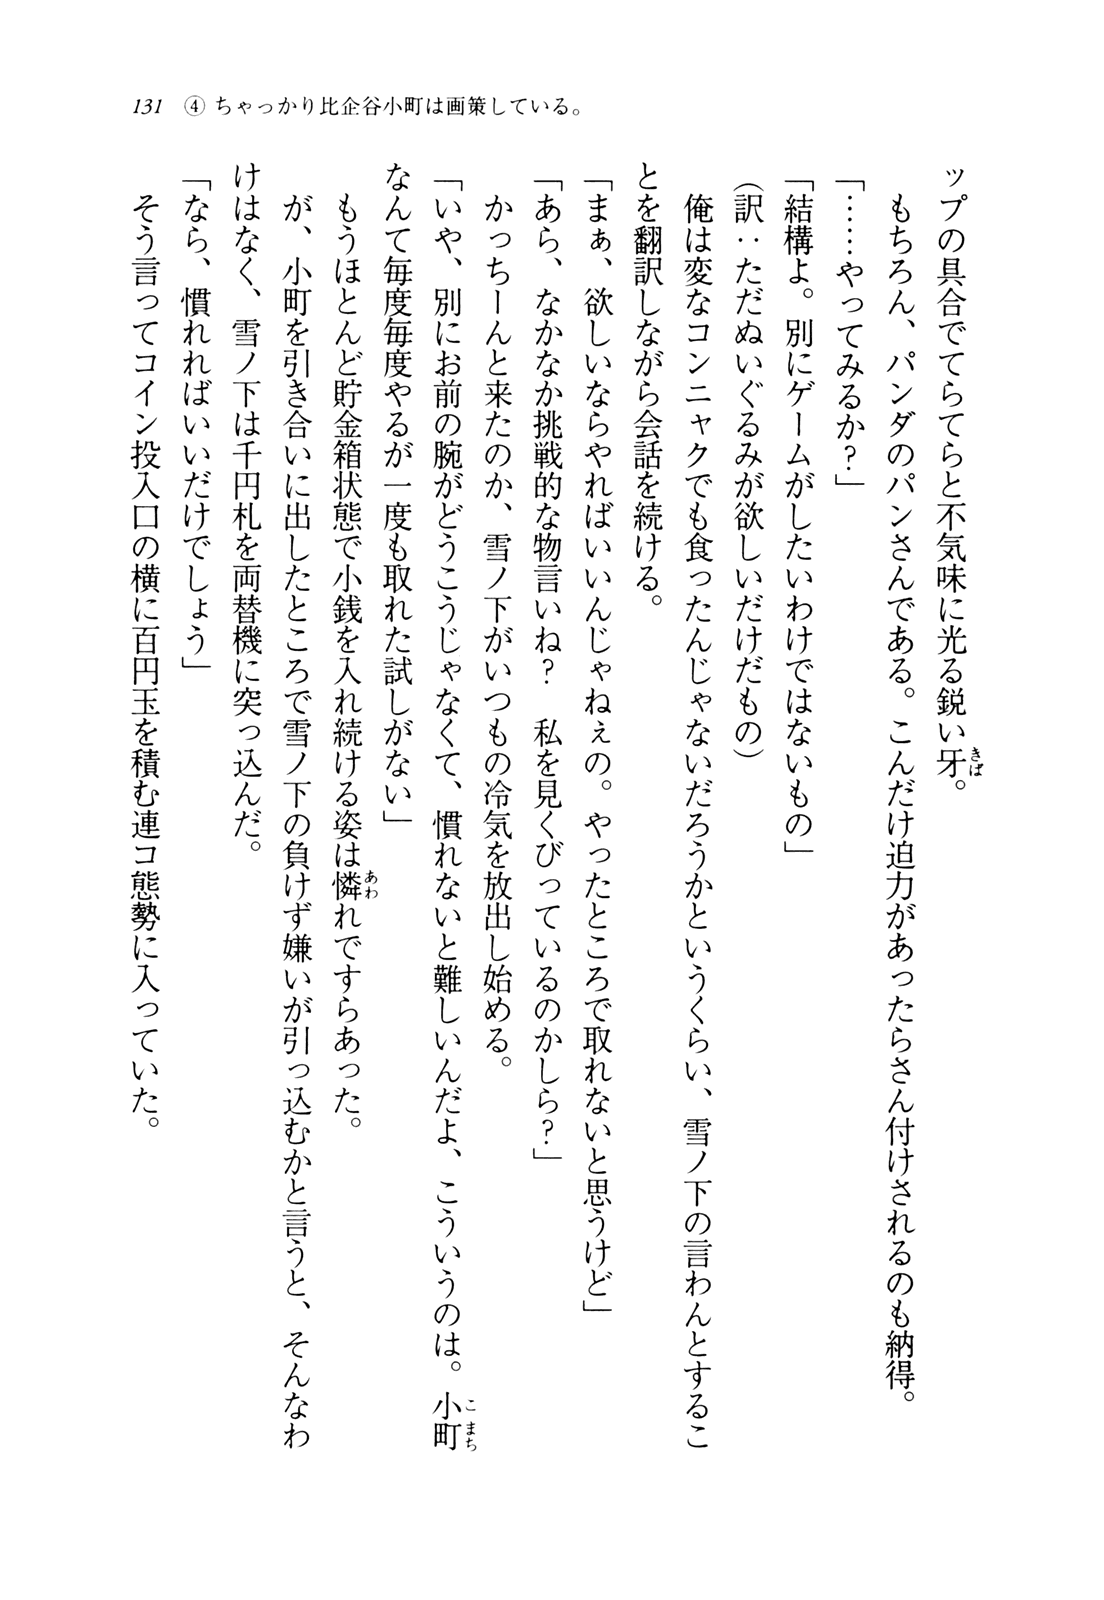 131 ④ ちゃっかり比企谷小町は画策している。
ップの具合でてらてらと不気味に光る鋭い牙。
もちろん、パンダのパンさんである。こんだけ迫力があったらさん付けされるのも納得。
「……やってみるか?」
「結構よ。別にゲームがしたいわけではないもの」
(訳：ただぬいぐるみが欲しいだけだもの)
俺は変なコンニャクでも食ったんじゃないだろうかというくらい、雪ノ下の言わんとするこ
とを翻訳しながら会話を続ける。
「まぁ、欲しいならやればいいんじゃねぇの。やったところで取れないと思うけど」
「あら、なかなか挑戦的な物言いね?　私を見くびっているのかしら?」
かっちーんと来たのか、雪ノ下がいつもの冷気を放出し始める。
「いや、別にお前の腕がどうこうじゃなくて、慣れないと難しいんだよ、こういうのは。小町
なんて毎度毎度やるが一度も取れた試しがない」
もうほとんど貯金箱状態で小銭を入れ続ける姿は憐れですらあった。
が、小町を引き合いに出したところで雪ノ下の負けず嫌いが引っ込むかと言うと、そんなわ
けはなく、雪ノ下は千円札を両替機に突っ込んだ。
「なら、慣れればいいだけでしょう」
そう言ってコイン投入口の横に百円玉を積む連コ態勢に入っていた。